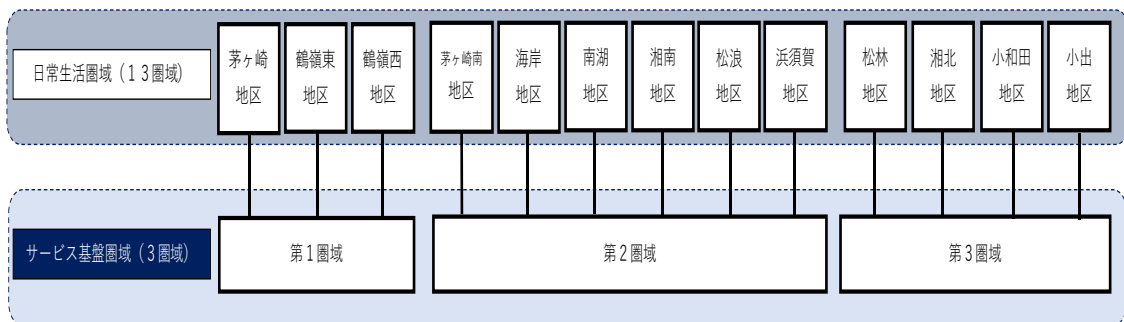 日常生活圏域（１３圏域）
茅ヶ崎
地区
鶴嶺東
地区
鶴嶺西
地区
茅ヶ崎南
地区
海岸
地区
南湖
地区
湘南
地区
松浪
地区
浜須賀
地区
松林
地区
湘北
地区
小和田
地区
小出
地区
サービス基盤圏域（３圏域）
第１圏域
第２圏域
第３圏域